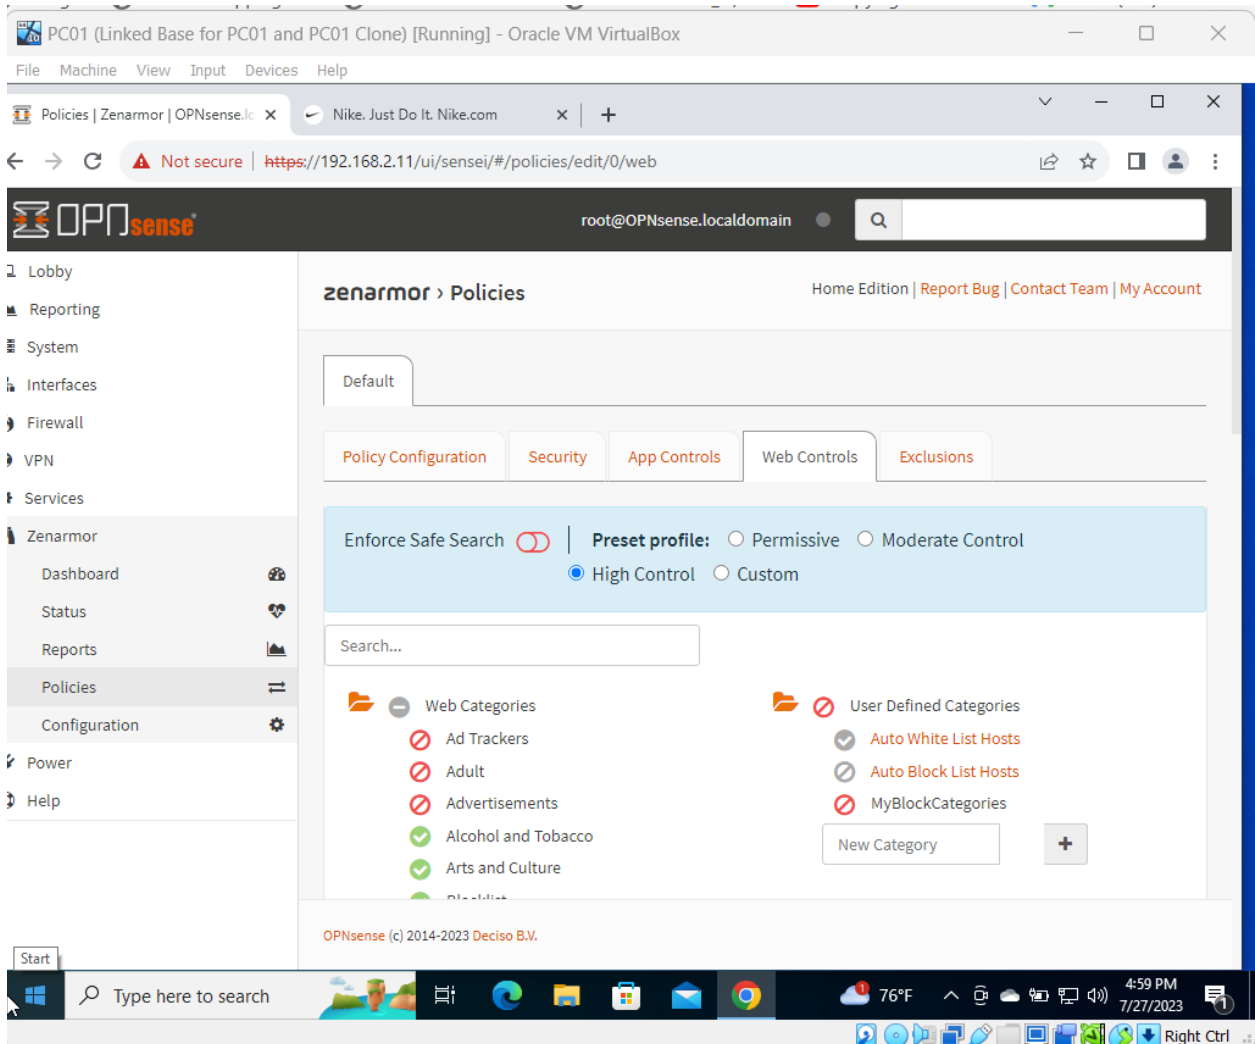 PC01 (Linked Base for PC01 and PC01 Clone) [Running] - Oracle VM VirtualBox
File Machine View Input Devices Help
Policies | Zenarmor | OPNsense.lo
Nike. Just Do It. Nike.com
Not secure | https://192.168.2.11/ui/sensei/#/policies/edit/0/web
OPNsense
root@OPNsense.localdomain
Lobby
Reporting
System
Interfaces
Firewall
VPN
Services
Zenarmor
Dashboard
Status
Reports
Policies
Configuration
Power
Help
zenarmor › Policies
Home Edition | Report Bug | Contact Team | My Account
Default
Policy Configuration
Security
App Controls
Web Controls
Exclusions
Enforce Safe Search
Preset profile: Permissive Moderate Control
High Control Custom
Search...
Web Categories
Ad Trackers
Adult
Advertisements
Alcohol and Tobacco
Arts and Culture
Blacklist
User Defined Categories
Auto White List Hosts
Auto Block List Hosts
MyBlockCategories
New Category
+
OPNsense (c) 2014-2023 Deciso B.V.
Start
Type here to search
1
76°F
4:59 PM
7/27/2023
1
Right Ctrl